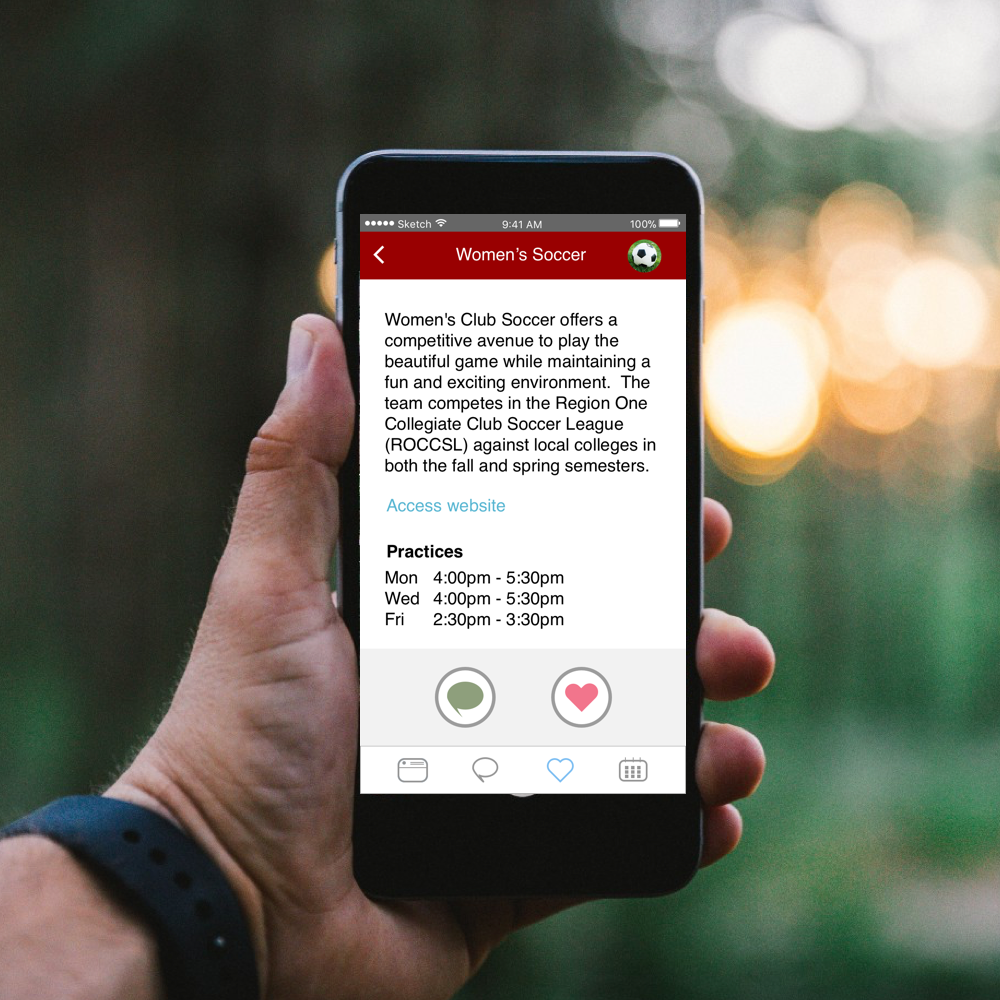 Sketch 9:41 AM 100%
Women’s Soccer
Women's Club Soccer offers a
competitive avenue to play the
beautiful game while maintaining a
fun and exciting environment.  The
team competes in the Region One
Collegiate Club Soccer League
(ROCCSL) against local colleges in
both the fall and spring semesters.
Access website
Practices
Mon 4:00pm - 5:30pm
Wed 4:00pm - 5:30pm
Fri 2:30pm - 3:30pm